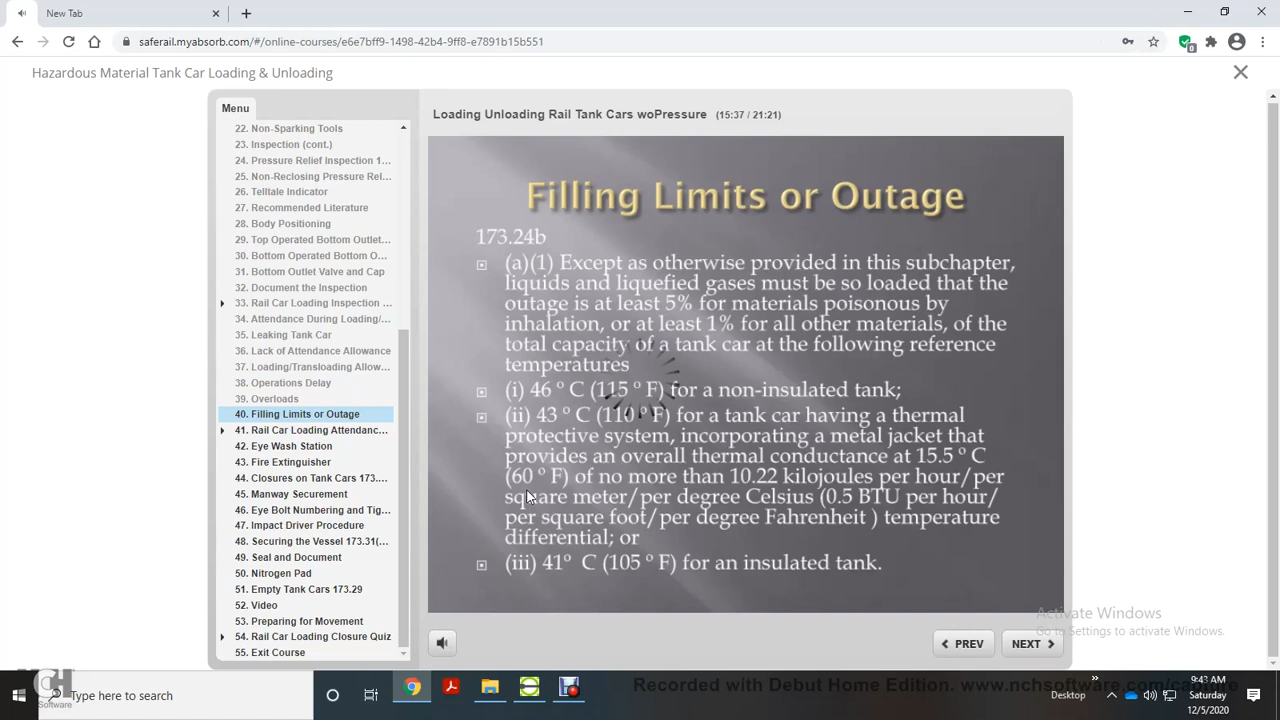 New Tab
saferail.myabsorb.com/#/online-courses/e6e7bff9-1498-42b4-9ff8-e7891b15b551
0
Hazardous Material Tank Car Loading & Unloading
Menu
22. Non-Sparking Tools
23. Inspection (cont.)
24. Pressure Relief Inspection 1...
25. Non-Reclosing Pressure Rel...
26. Telltale Indicator
27. Recommended Literature
28. Body Positioning
29. Top Operated Bottom Outlet...
30. Bottom Operated Bottom O...
31. Bottom Outlet Valve and Cap
32. Document the Inspection
33. Rail Car Loading Inspection ...
34. Attendance During Loading/...
35. Leaking Tank Car
36. Lack of Attendance Allowance
37. Loading/Transloading Allow...
38. Operations Delay
39. Overloads
40. Filling Limits or Outage
41. Rail Car Loading Attendanc...
42. Eye Wash Station
43. Fire Extinguisher
44. Closures on Tank Cars 173....
45. Manway Securement
46. Eye Bolt Numbering and Tig...
47. Impact Driver Procedure
48. Securing the Vessel 173.31(...
49. Seal and Document
50. Nitrogen Pad
51. Empty Tank Cars 173.29
52. Video
53. Preparing for Movement
54. Rail Car Loading Closure Quiz
55. Exit Course
Loading Unloading Rail Tank Cars woPressure (15:37 / 21:21)
Filling Limits or Outage
173.24b
(a)(1) Except as otherwise provided in this subchapter,
liquids and liquefied gases must be so loaded that the
outage is at least 5% for materials poisonous by
inhalation, or at least 1% for all other materials, of the
total capacity of a tank car at the following reference
temperatures
(i) 46 º C (115 º F) for a non-insulated tank;
(ii) 43 º C (110 º F) for a tank car having a thermal
protective system, incorporating a metal jacket that
provides an overall thermal conductance at 15.5 º C
(60 º F) of no more than 10.22 kilojoules per hour/per
square meter/per degree Celsius (0.5 BTU per hour/
per square foot/per degree Fahrenheit ) temperature
differential; or
(iii) 41º C (105 º F) for an insulated tank.
PREV
NEXT
Activate Windows
Go to Settings to activate Windows.
NCH
Software
Type here to search
Recorded with Debut Home Edition. www.nchsoftware.com/capture
Desktop
9:43 AM
Saturday
12/5/2020